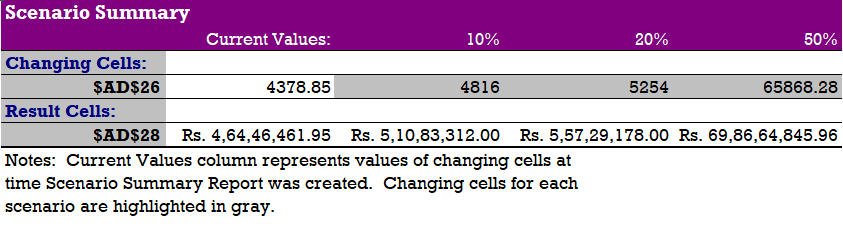 Scenario Summary
Current Values: 10% 20% 50%
Changing Cells:
$AD$26 4378.85 4816 5254 65868.28
Result Cells:
$AD$28 Rs. 4,64,46,461.95 Rs. 5,10,83,312.00 Rs. 5,57,29,178.00 Rs. 69,86,64,845.96
Notes: Current Values column represents values of changing cells at
time Scenario Summary Report was created. Changing cells for each
scenario are highlighted in gray.